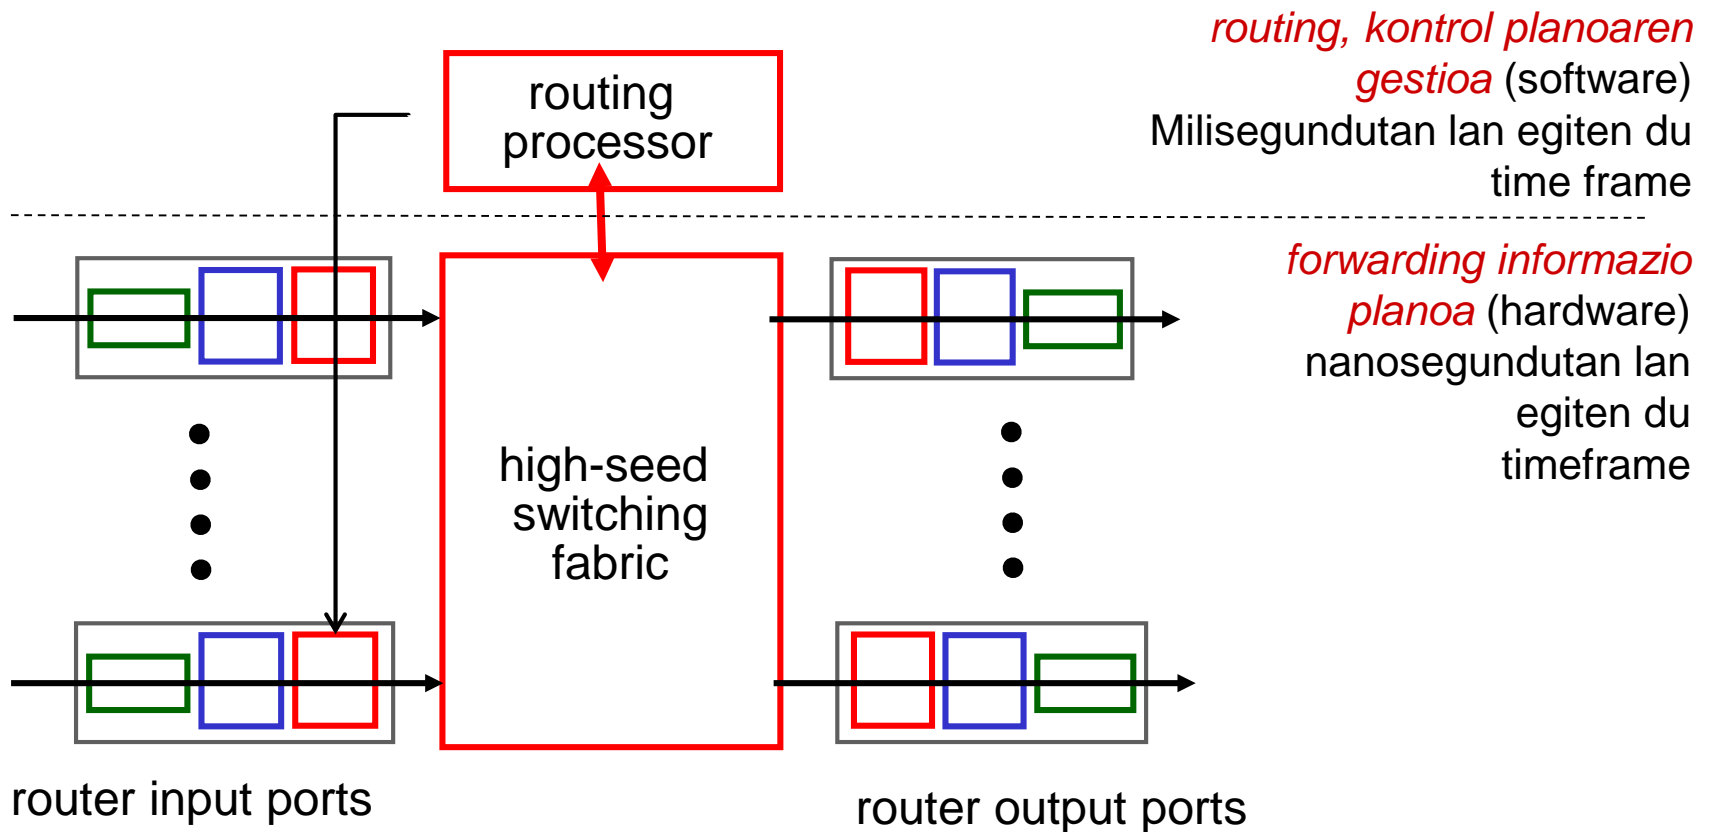 routing, kontrol planoaren
gestioa (software)
Milisegundutan lan egiten du
time frame
routing
processor
forwarding informazio
planoa (hardware)
nanosegundutan lan
egiten du
timeframe
high-seed
switching
fabric
router input ports
router output ports